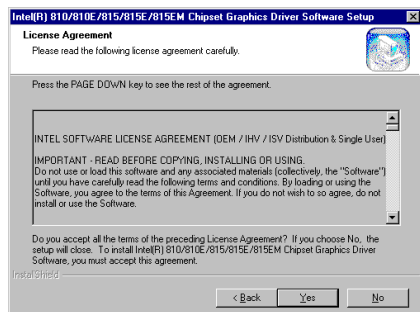 Intel(R) 810/810E/815/815E/815EM Chipset Graphics Driver Software Setup
License Agreement
Please read the following license agreement carefully.
Press the PAGE DOWN key to see the rest of the agreement.
INTEL SOFTWARE LICENSE AGREEMENT (OEM / IHV / ISV Distribution & Single User)
IMPORTANT - READ BEFORE COPYING, INSTALLING OR USING.
Do not use or load this software and any associated materials (collectively, the "Software")
until you have carefully read the following terms and conditions. By loading or using the
Software, you agree to the terms of this Agreement. If you do not wish to so agree, do not
install or use the Software.
Do you accept all the terms of the preceding License Agreement? If you choose No, the
setup will close. To install Intel(R) 810/810E/815/815E/815EM Chipset Graphics Driver
Software, you must accept this agreement.
InstallShield
< Back
Yes
No